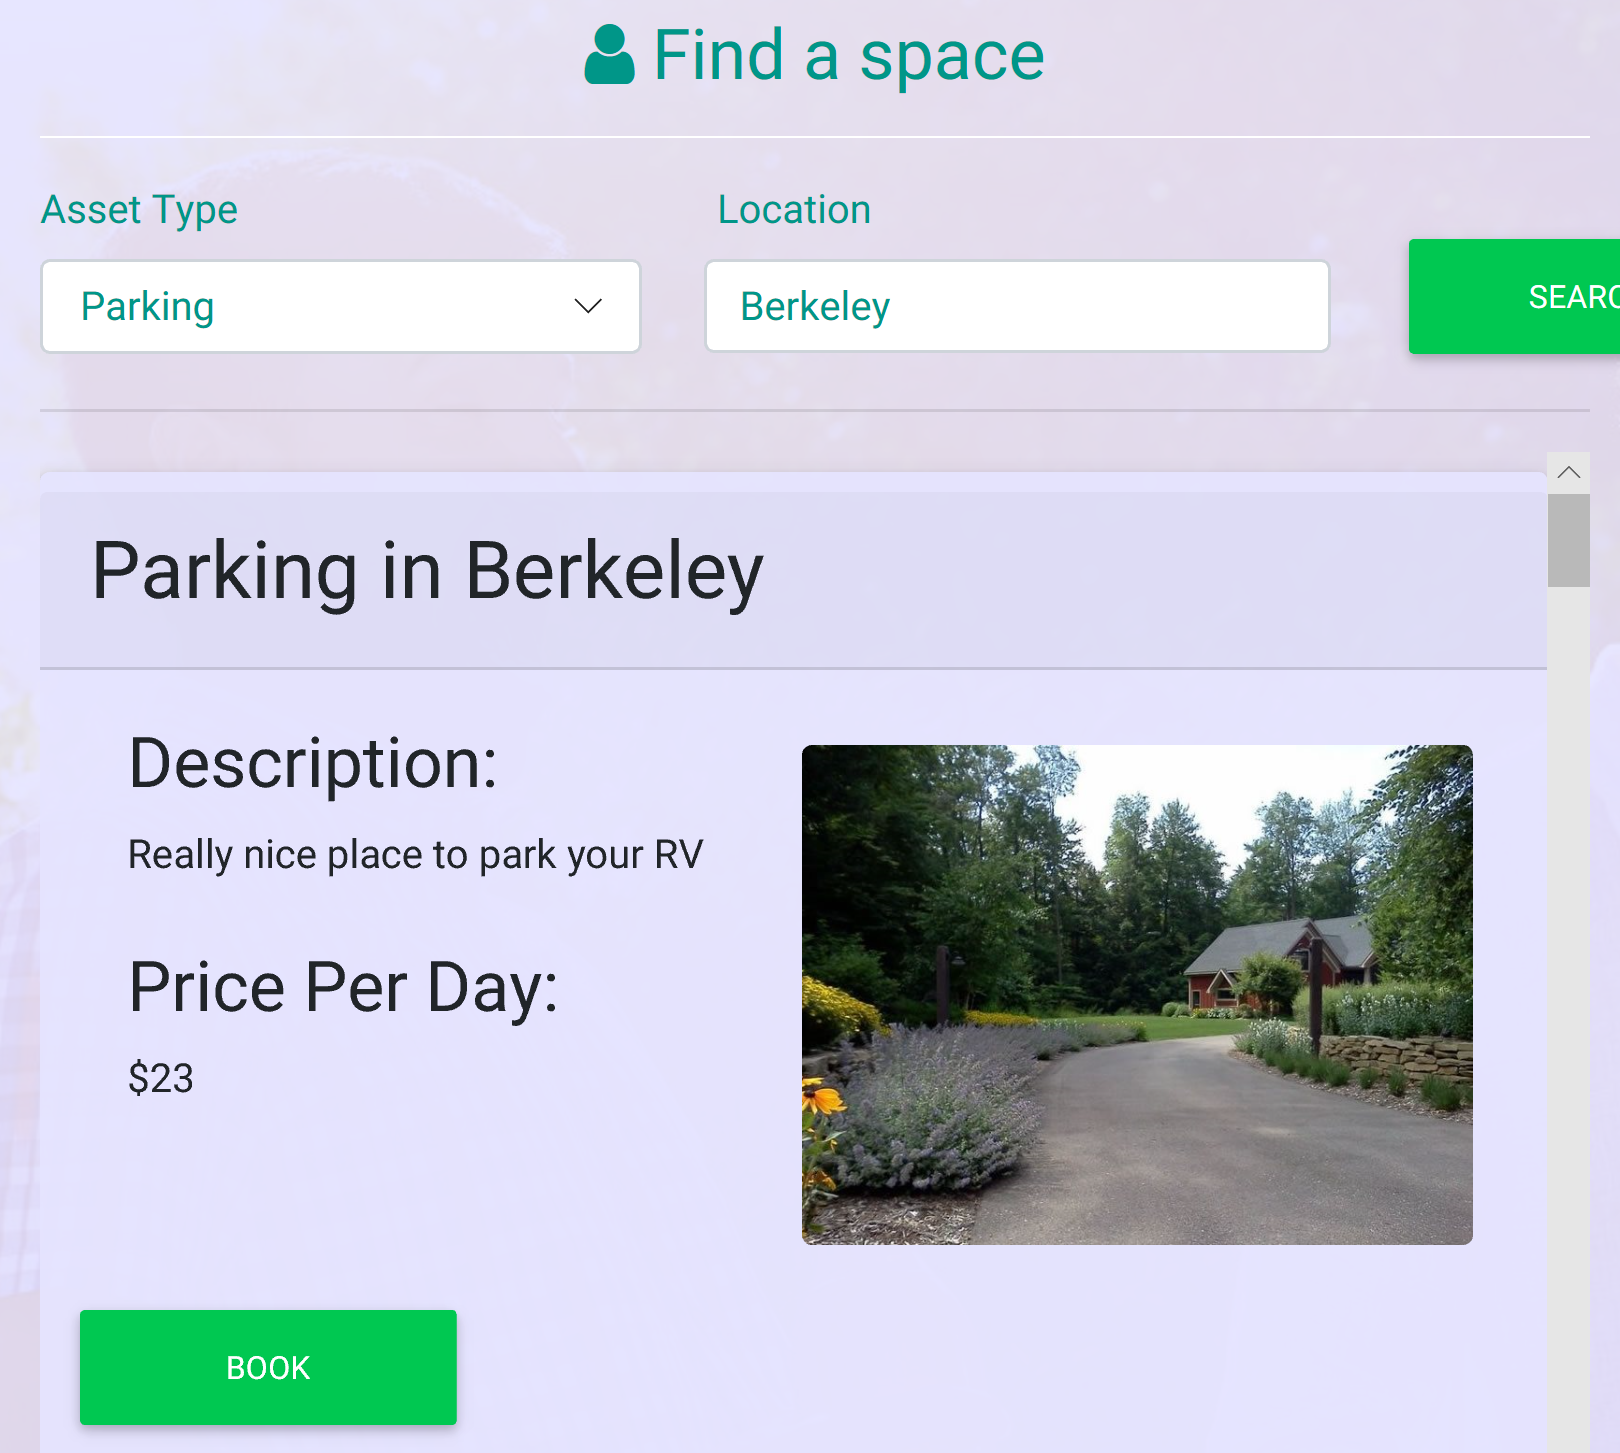 Find a space
Asset Type
Location
Parking
Berkeley
SEARC
Parking in Berkeley
Description:
Really nice place to park your RV
Price Per Day:
$23
BOOK